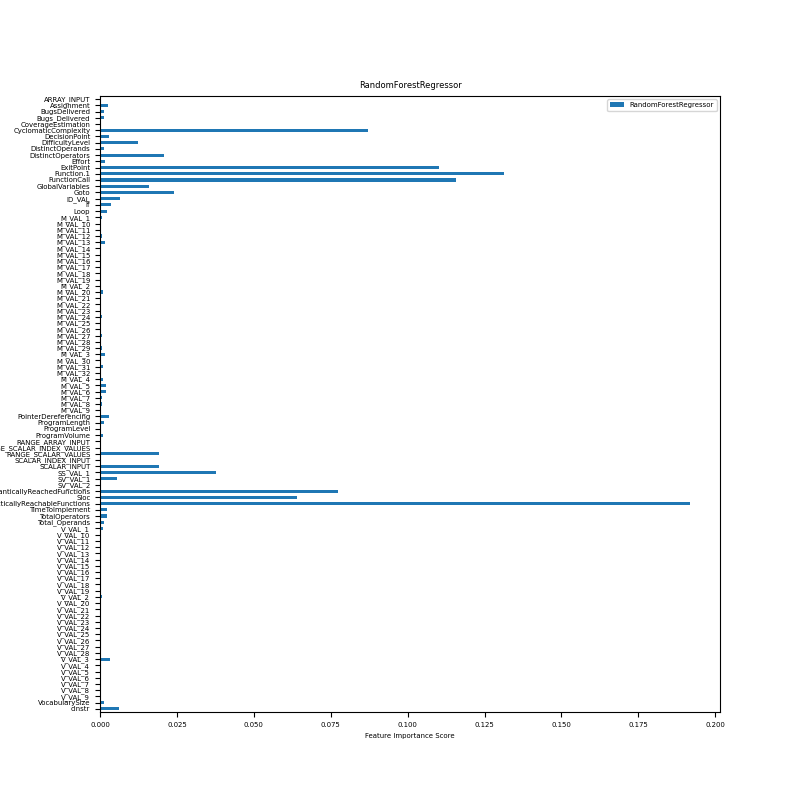 RandomForestRegressor
RandomForestRegressor
ARRAY_INPUT
Assignment
BugsDelivered
Bugs_Delivered
CoverageEstimation
CyclomaticComplexity
DecisionPoint
DifficultyLevel
DistinctOperands
DistinctOperators
Effort
ExitPoint
Function.1
FunctionCall
GlobalVariables
Goto
ID_VAL
If
Loop
M_VAL_1
M_VAL_10
M_VAL_11
M_VAL_12
M_VAL_13
M_VAL_14
M_VAL_15
M_VAL_16
M_VAL_17
M_VAL_18
M_VAL_19
M_VAL_2
M_VAL_20
M_VAL_21
M_VAL_22
M_VAL_23
M_VAL_24
M_VAL_25
M_VAL_26
M_VAL_27
M_VAL_28
M_VAL_29
M_VAL_3
M_VAL_30
M_VAL_31
M_VAL_32
M_VAL_4
M_VAL_5
M_VAL_6
M_VAL_7
M_VAL_8
M_VAL_9
PointerDereferencing
ProgramLength
ProgramLevel
ProgramVolume
RANGE_ARRAY_INPUT
E_SCALAR_INDEX_VALUES
RANGE_SCALAR_VALUES
SCALAR_INDEX_INPUT
SCALAR_INPUT
SS_VAL_1
SV_VAL_1
SV_VAL_2
anticallyReachedFunctions
Sloc
ticallyReachableFunctions
TimeToImplement
TotalOperators
Total_Operands
V_VAL_1
V_VAL_10
V_VAL_11
V_VAL_12
V_VAL_13
V_VAL_14
V_VAL_15
V_VAL_16
V_VAL_17
V_VAL_18
V_VAL_19
V_VAL_2
V_VAL_20
V_VAL_21
V_VAL_22
V_VAL_23
V_VAL_24
V_VAL_25
V_VAL_26
V_VAL_27
V_VAL_28
V_VAL_3
V_VAL_4
V_VAL_5
V_VAL_6
V_VAL_7
V_VAL_8
V_VAL_9
VocabularySize
cinstr
0.000 0.025 0.050 0.075 0.100 0.125 0.150 0.175 0.200
Feature Importance Score